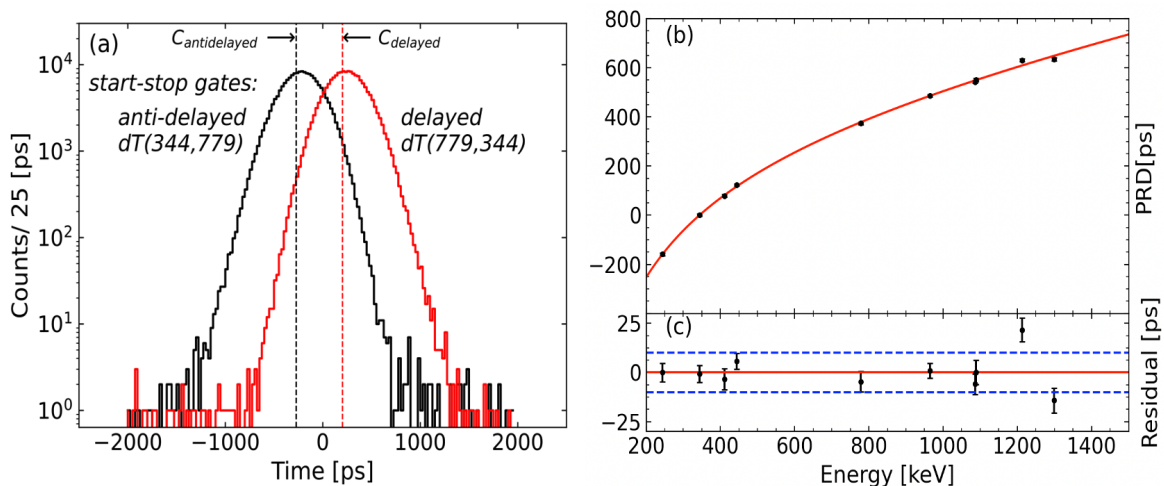 (a)
C_antidelayed
C_delayed
start-stop gates:
anti-delayed
dT(344,779)
delayed
dT(779,344)
Counts/ 25 [ps]
10^4
10^3
10^2
10^1
10^0
−2000 −1000 0 1000 2000
Time [ps]
(b)
800
600
400
200
0
−200
PRD[ps]
(c)
25
0
−25
Residual [ps]
200 400 600 800 1000 1200 1400
Energy [keV]